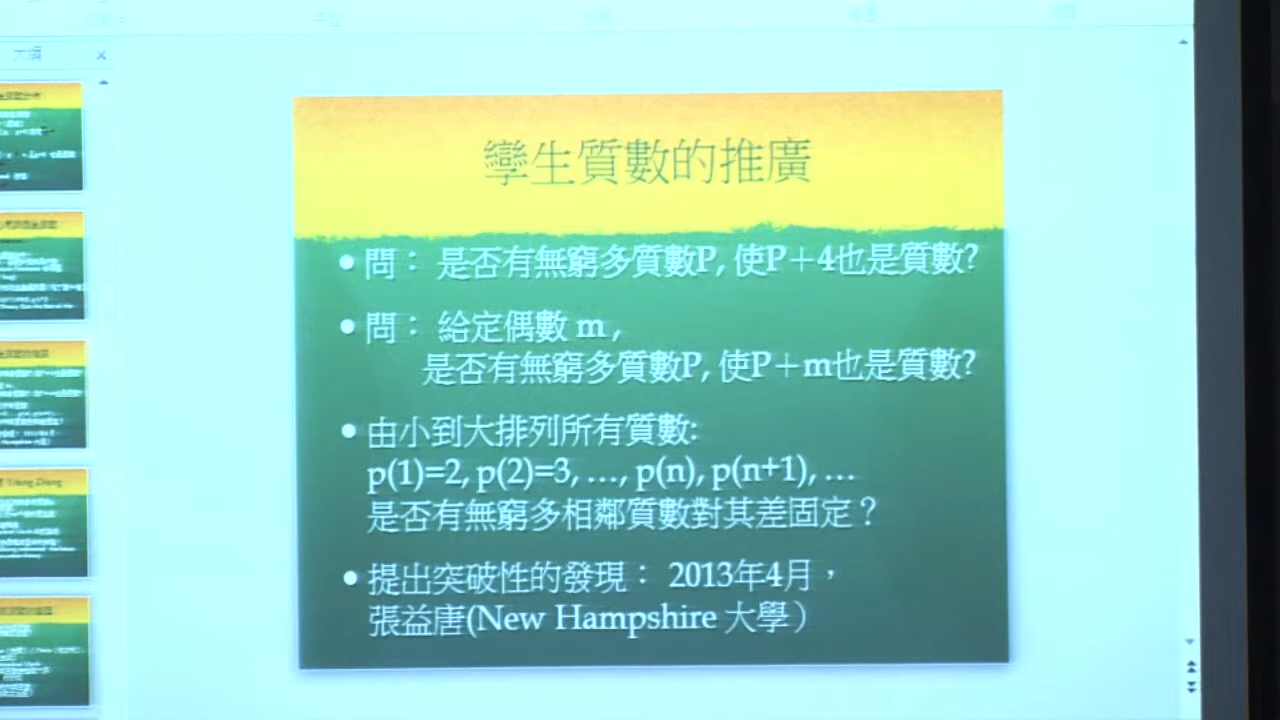 大綱
孿生質數的推廣
• 問： 是否有無窮多質數P, 使P＋4也是質數?
• 問： 給定偶數 m ,
是否有無窮多質數P, 使P＋m也是質數?
• 由小到大排列所有質數:
p(1)=2, p(2)=3, …, p(n), p(n+1), …
是否有無窮多相鄰質數對其差固定？
• 提出突破性的發現： 2013年4月，
張益唐(New Hampshire 大學）